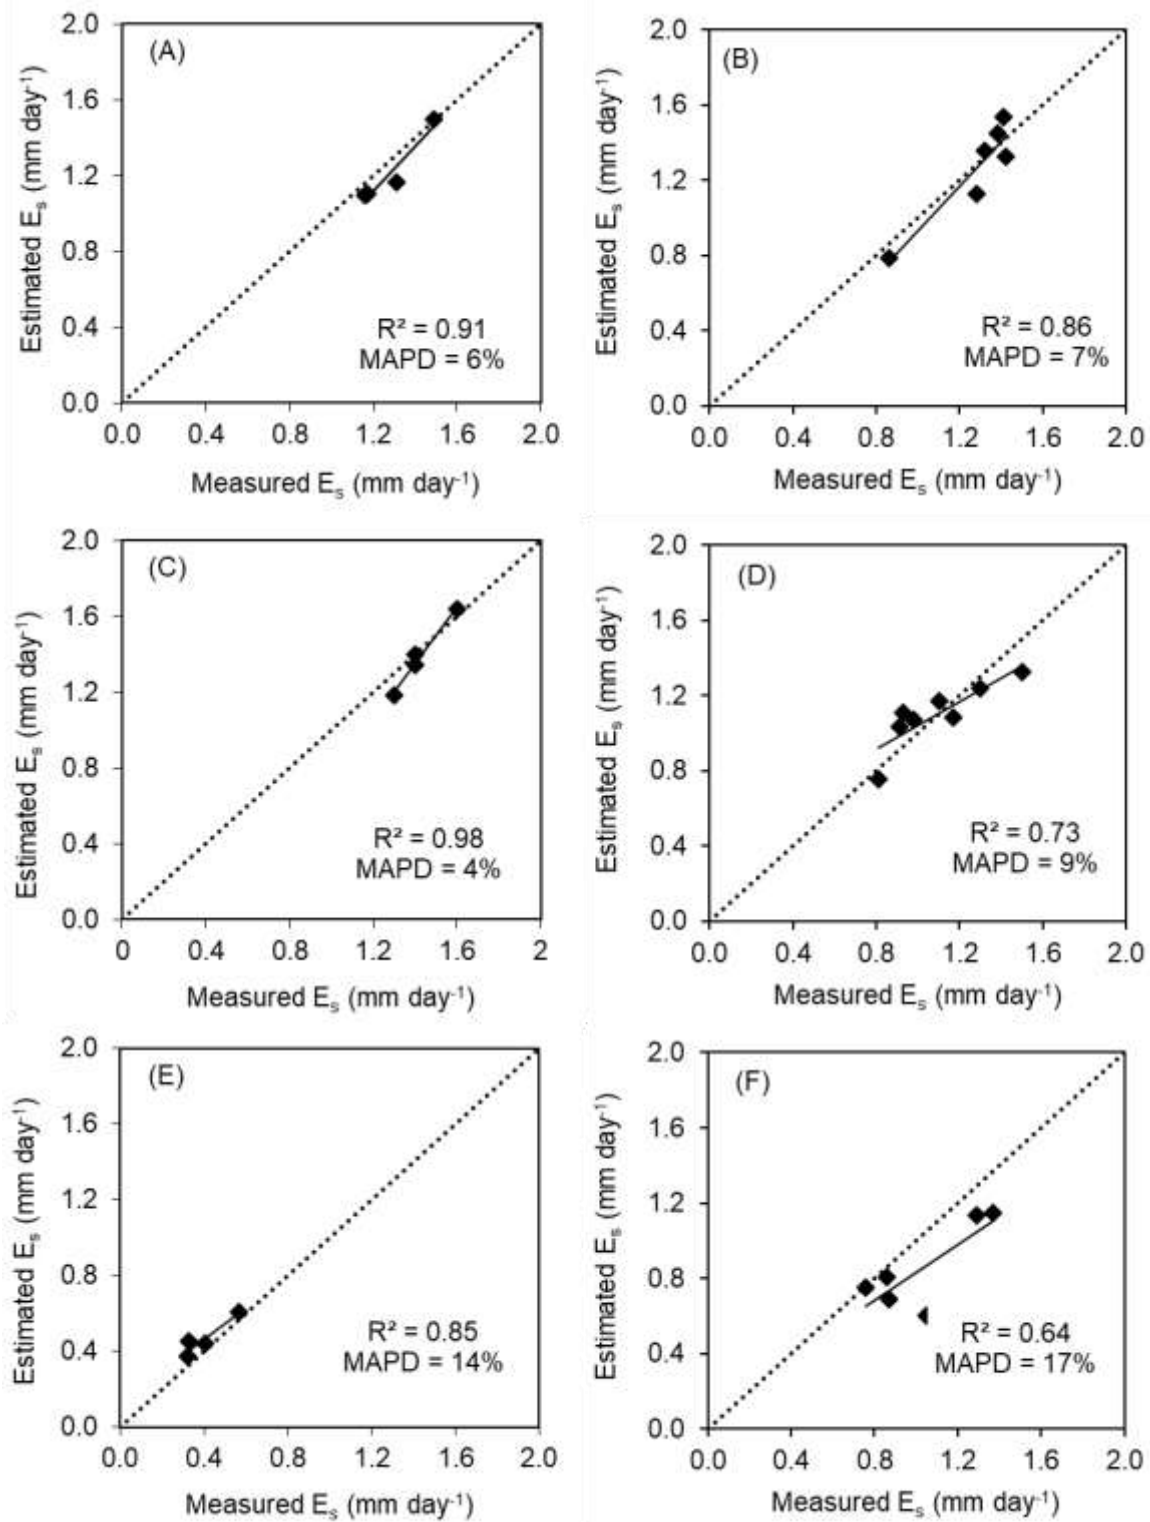 (A)
Estimated Es (mm day-1)
2.0
1.6
1.2
0.8
0.4
0.0
R² = 0.91
MAPD = 6%
0.0 0.4 0.8 1.2 1.6 2.0
Measured Es (mm day-1)
(B)
Estimated Es (mm day-1)
2.0
1.6
1.2
0.8
0.4
0.0
R² = 0.86
MAPD = 7%
0.0 0.4 0.8 1.2 1.6 2.0
Measured Es (mm day-1)
(C)
Estimated Es (mm day-1)
2.0
1.6
1.2
0.8
0.4
0.0
R² = 0.98
MAPD = 4%
0 0.4 0.8 1.2 1.6 2
Measured Es (mm day-1)
(D)
Estimated Es (mm day-1)
2.0
1.6
1.2
0.8
0.4
0.0
R² = 0.73
MAPD = 9%
0.0 0.4 0.8 1.2 1.6 2.0
Measured Es (mm day-1)
(E)
Estimated Es (mm day-1)
2.0
1.6
1.2
0.8
0.4
0.0
R² = 0.85
MAPD = 14%
0.0 0.4 0.8 1.2 1.6 2.0
Measured Es (mm day-1)
(F)
Estimated Es (mm day-1)
2.0
1.6
1.2
0.8
0.4
0.0
R² = 0.64
MAPD = 17%
0.0 0.4 0.8 1.2 1.6 2.0
Measured Es (mm day-1)